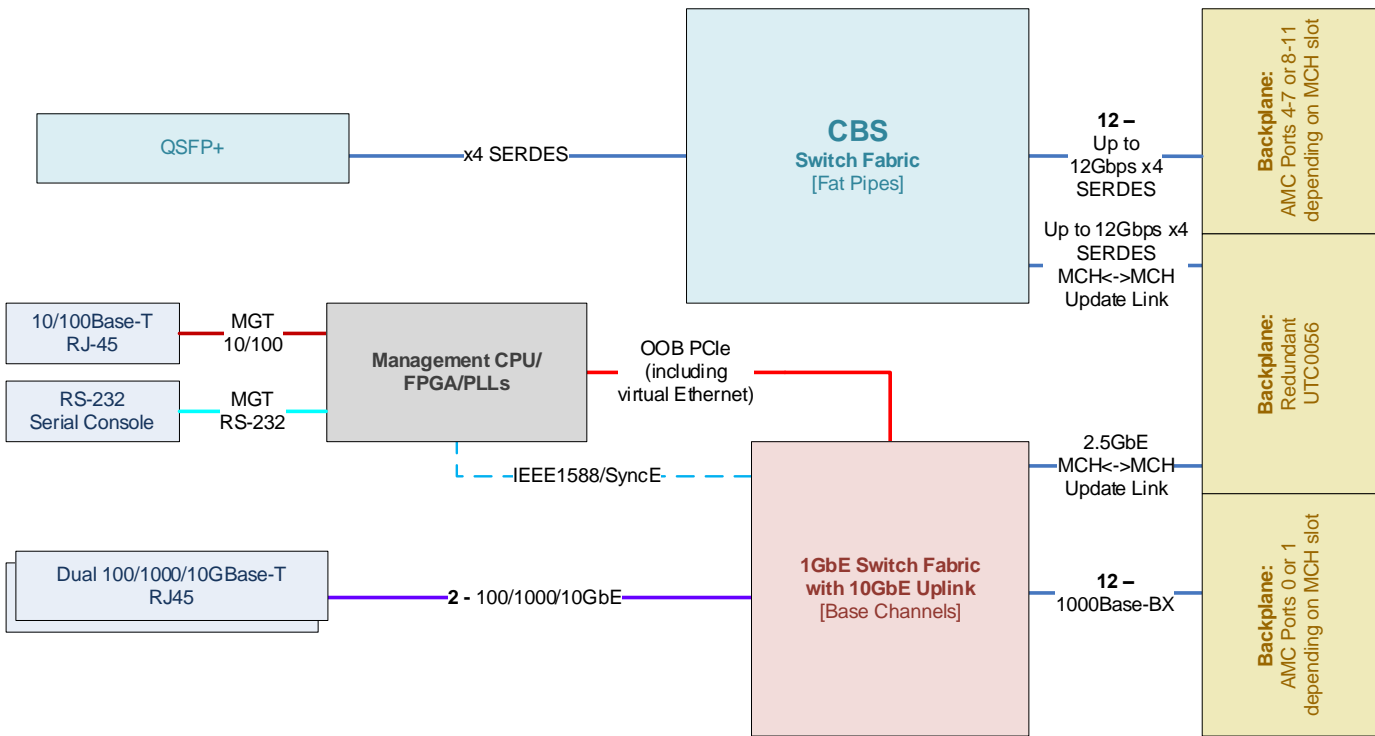 QSFP+
x4 SERDES
CBS
Switch Fabric
[Fat Pipes]
12 –
Up to
12Gbps x4
SERDES
Backplane:
AMC Ports 4-7 or 8-11
depending on MCH slot
Up to 12Gbps x4
SERDES
MCH<->MCH
Update Link
10/100Base-T
RJ-45
MGT
10/100
RS-232
Serial Console
MGT
RS-232
Management CPU/
FPGA/PLLs
OOB PCIe
(including
virtual Ethernet)
Backplane:
Redundant
UTC0056
IEEE1588/SyncE
2.5GbE
MCH<->MCH
Update Link
Dual 100/1000/10GBase-T
RJ45
2 - 100/1000/10GbE
1GbE Switch Fabric
with 10GbE Uplink
[Base Channels]
12 –
1000Base-BX
Backplane:
AMC Ports 0 or 1
depending on MCH slot